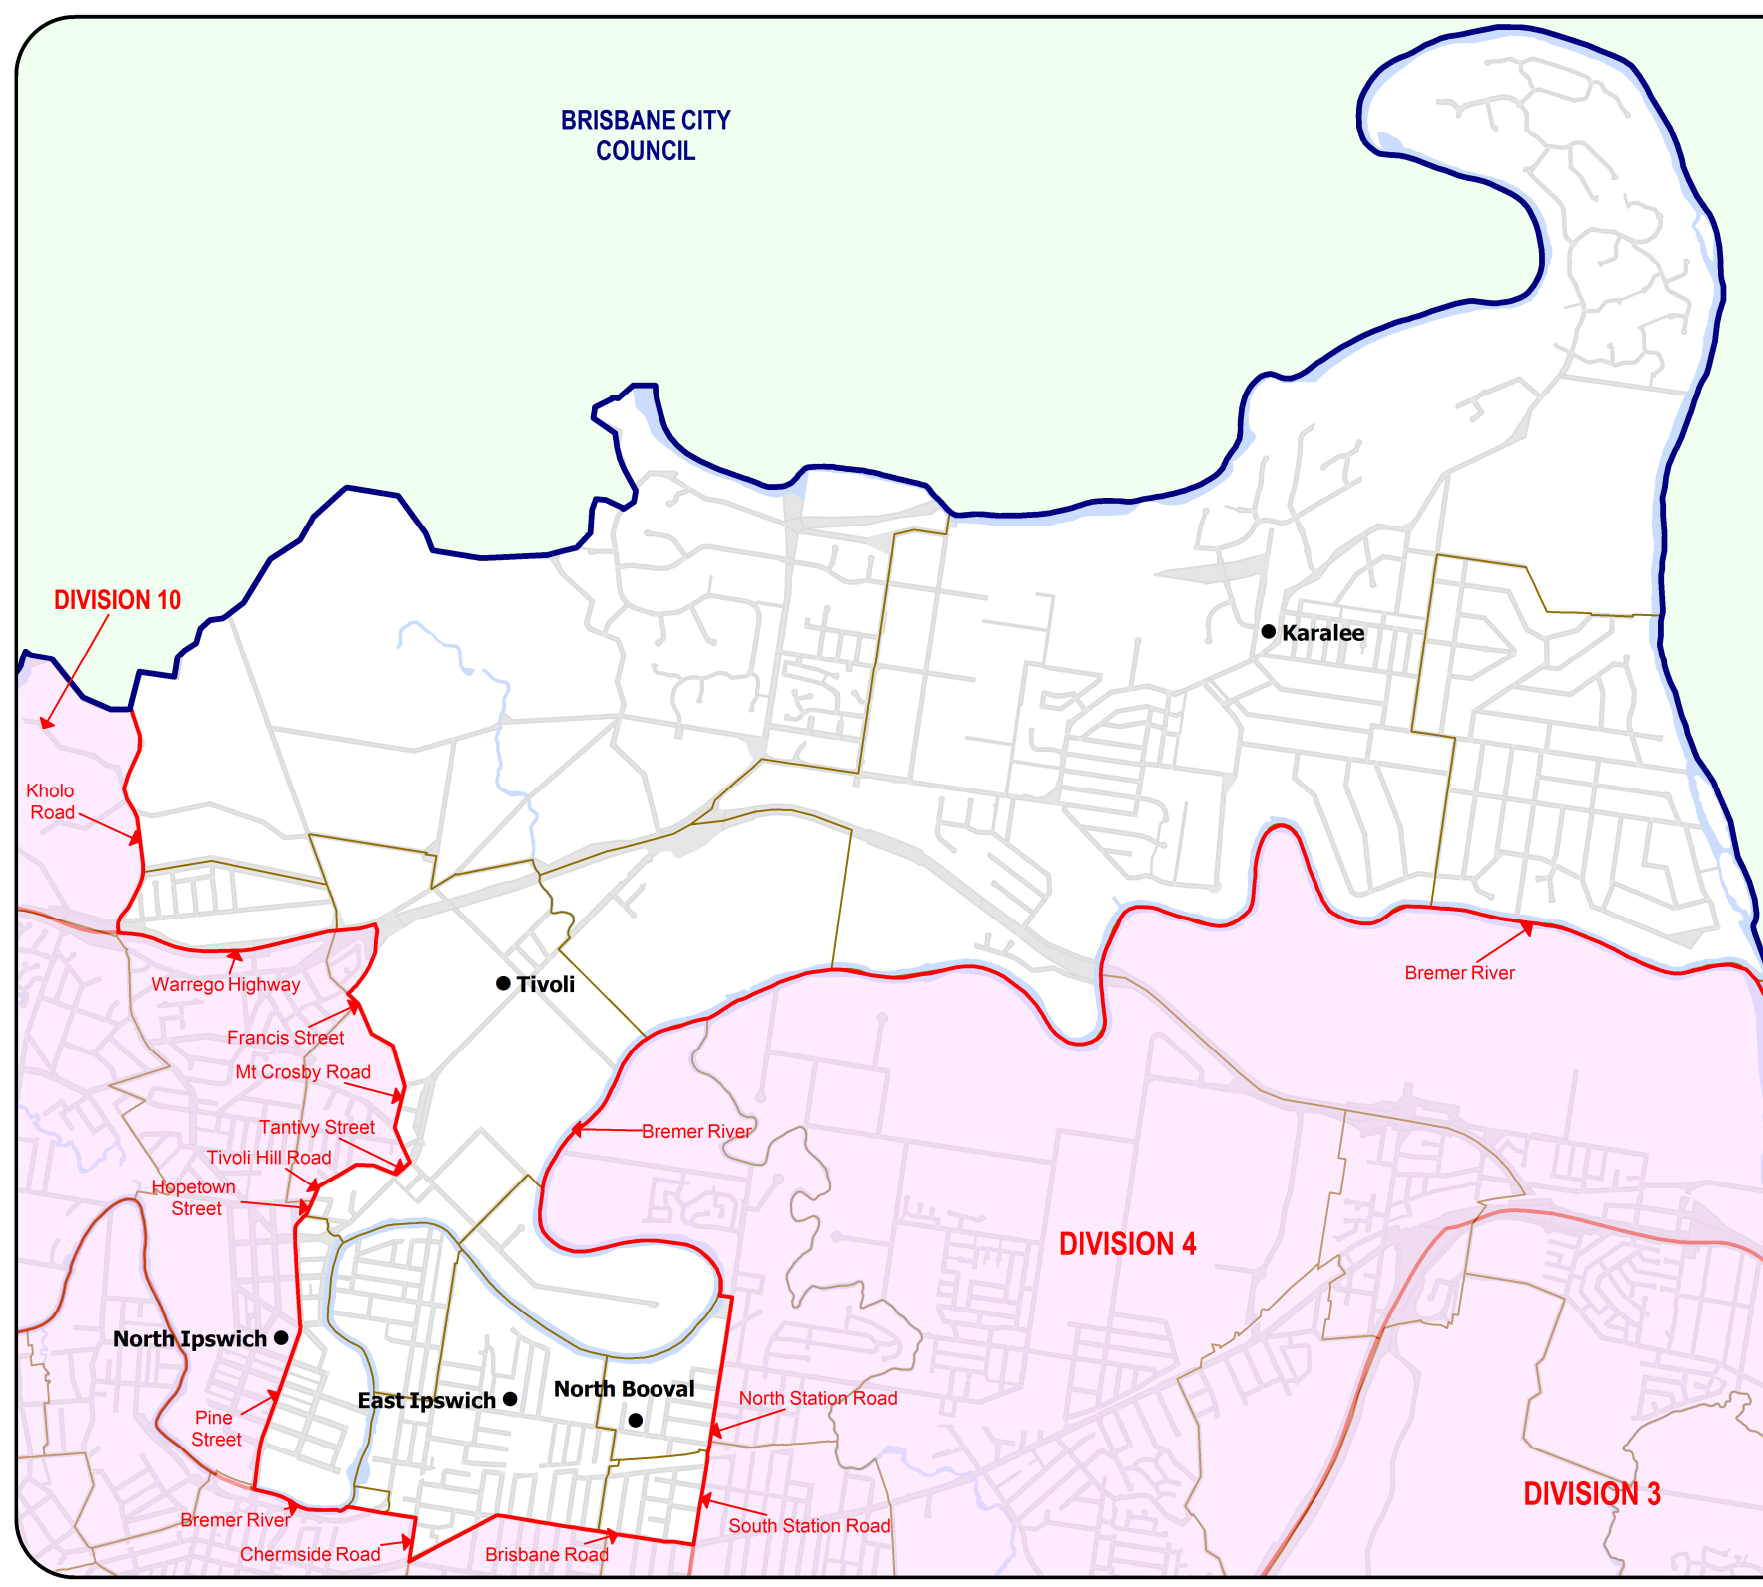 BRISBANE CITY
COUNCIL
DIVISION 10
Karalee
Kholo
Road
Bremer River
Warrego Highway
Tivoli
Francis Street
Mt Crosby Road
Tantivy Street
Bremer River
Tivoli Hill Road
Hopetown
Street
DIVISION 4
North Ipswich
North Booval
East Ipswich
North Station Road
Pine
Street
DIVISION 3
Bremer River
South Station Road
Chermside Road
Brisbane Road